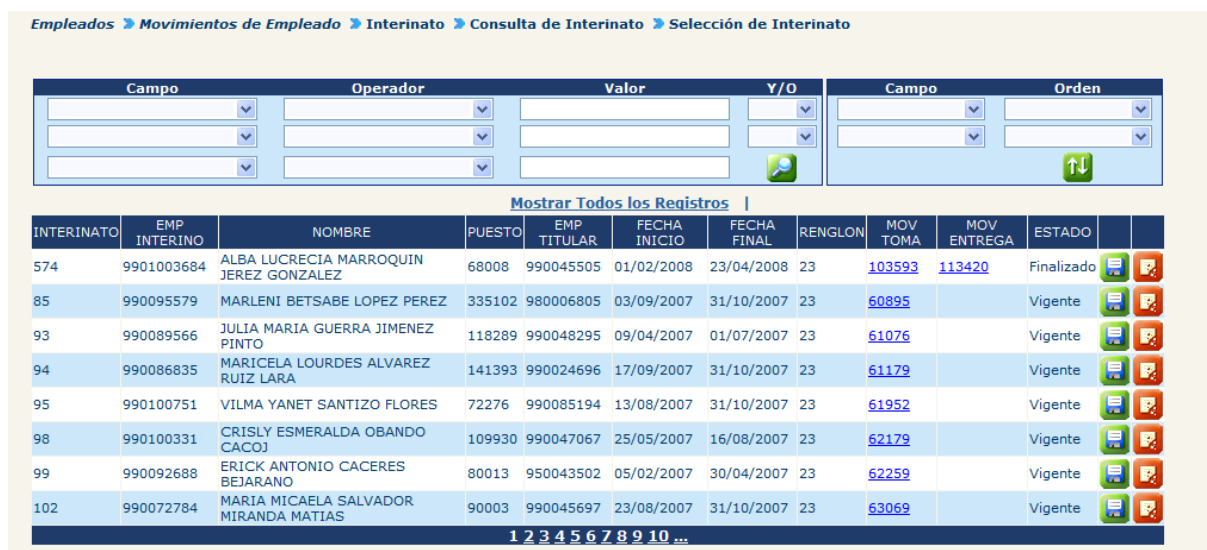 Empleados Movimientos de Empleado Interinato Consulta de Interinato Selección de Interinato
Campo Operador Valor Y/O Campo Orden
Mostrar Todos los Registros |
INTERINATO EMP INTERINO NOMBRE PUESTO EMP TITULAR FECHA INICIO FECHA FINAL RENGLON MOV TOMA MOV ENTREGA ESTADO
574 9901003684 ALBA LUCRECIA MARROQUIN JEREZ GONZALEZ 68008 990045505 01/02/2008 23/04/2008 23 103593 113420 Finalizado
85 990095579 MARLENI BETSABE LOPEZ PEREZ 335102 980006805 03/09/2007 31/10/2007 23 60895 Vigente
93 990089566 JULIA MARIA GUERRA JIMENEZ PINTO 118289 990048295 09/04/2007 01/07/2007 23 61076 Vigente
94 990086835 MARICELA LOURDES ALVAREZ RUIZ LARA 141393 990024696 17/09/2007 31/10/2007 23 61179 Vigente
95 990100751 VILMA YANET SANTIZO FLORES 72276 990085194 13/08/2007 31/10/2007 23 61952 Vigente
98 990100331 CRISLY ESMERALDA OBANDO CACOJ 109930 990047067 25/05/2007 16/08/2007 23 62179 Vigente
99 990092688 ERICK ANTONIO CACERES BEJARANO 80013 950043502 05/02/2007 30/04/2007 23 62259 Vigente
102 990072784 MARIA MICAELA SALVADOR MIRANDA MATIAS 90003 990045697 23/08/2007 31/10/2007 23 63069 Vigente
1 2 3 4 5 6 7 8 9 10 ...